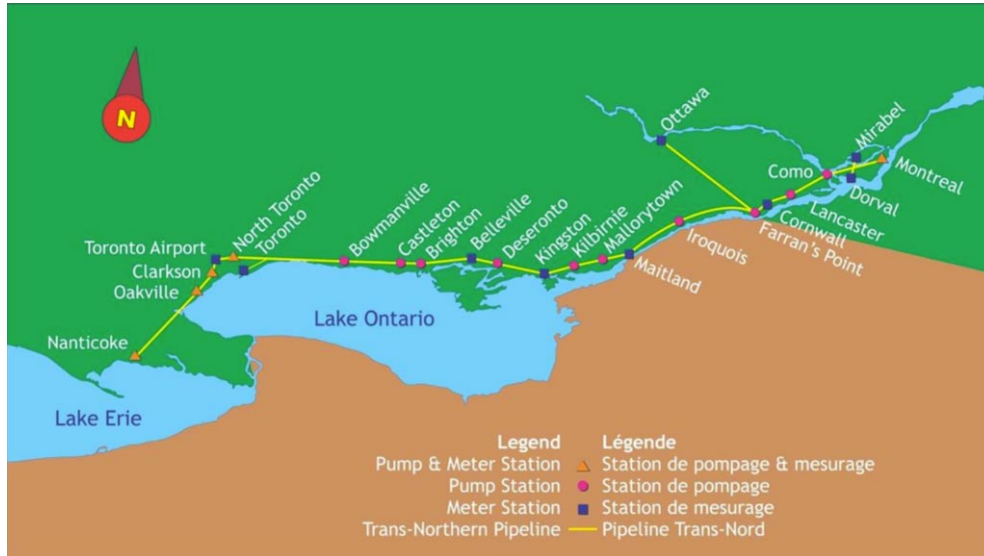 N
Ottawa
Mirabel
Como
Montreal
Dorval
Lancaster
Cornwall
Farran's Point
Iroquois
Maitland
Mallorytown
Kilbirnie
Kingston
Deseronto
Belleville
Brighton
Castleton
Bowmanville
North Toronto
Toronto
Toronto Airport
Clarkson
Oakville
Nanticoke
Lake Ontario
Lake Erie
Legend Légende
Pump & Meter Station Station de pompage & mesurage
Pump Station Station de pompage
Meter Station Station de mesurage
Trans-Northern Pipeline Pipeline Trans-Nord